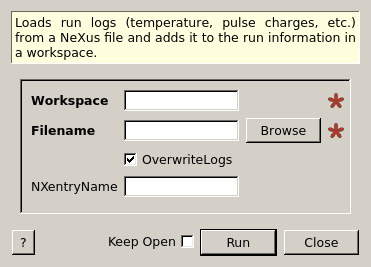 Loads run logs (temperature, pulse charges, etc.)
from a NeXus file and adds it to the run information in
a workspace.
Workspace
Filename
Browse
OverwriteLogs
NXentryName
?
Keep Open
Run
Close